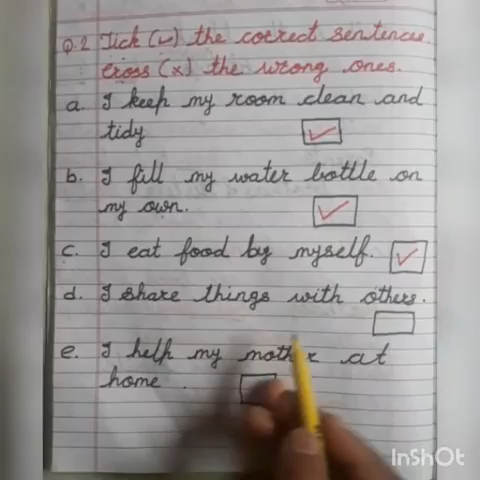 Q.2 Tick (✓) the correct sentences
cross (x) the wrong ones.
a. I keep my room clean and
tidy ✓
b. I fill my water bottle on
my own. ✓
c. I eat food by myself. ✓
d. I share things with others.
e. I help my mother at
home.
InShOt